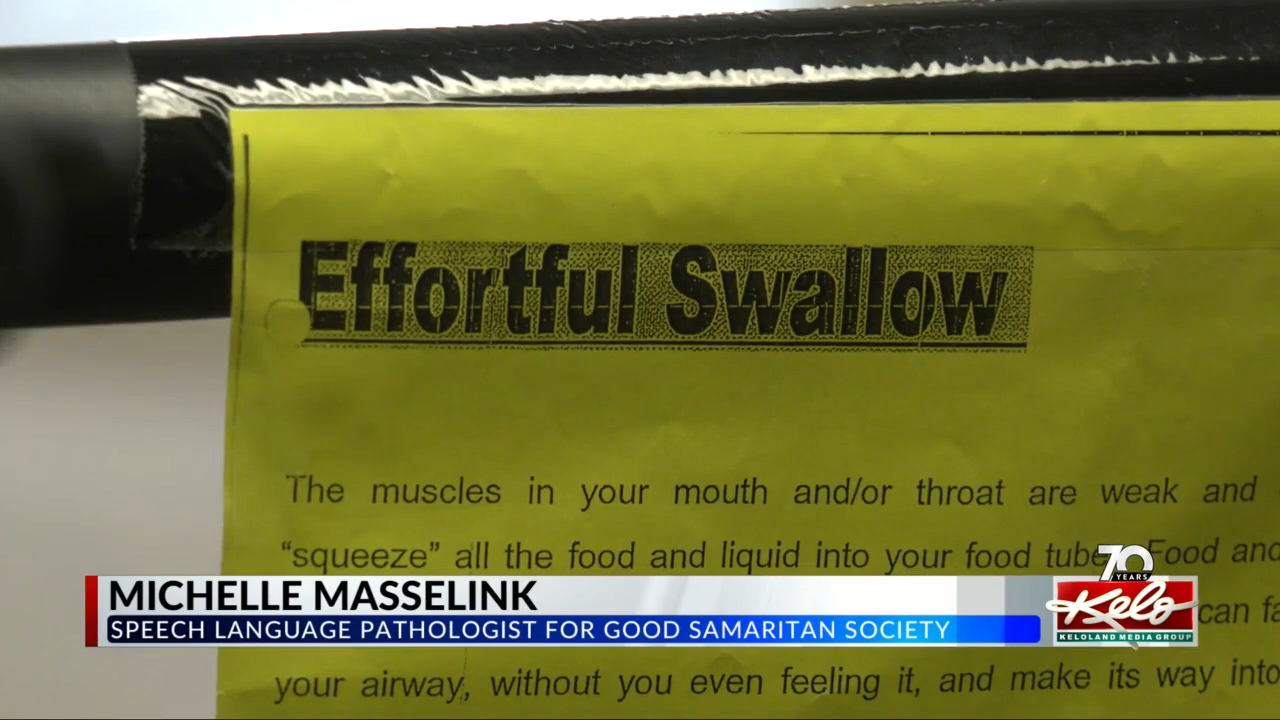 Effortful Swallow
The muscles in your mouth and/or throat are weak and
"squeeze" all the food and liquid into your food tube. Food and
MICHELLE MASSELINK
SPEECH LANGUAGE PATHOLOGIST FOR GOOD SAMARITAN SOCIETY
70
YEARS
Kelo
KELOLAND MEDIA GROUP
can
your airway, without you even feeling it, and make its way into